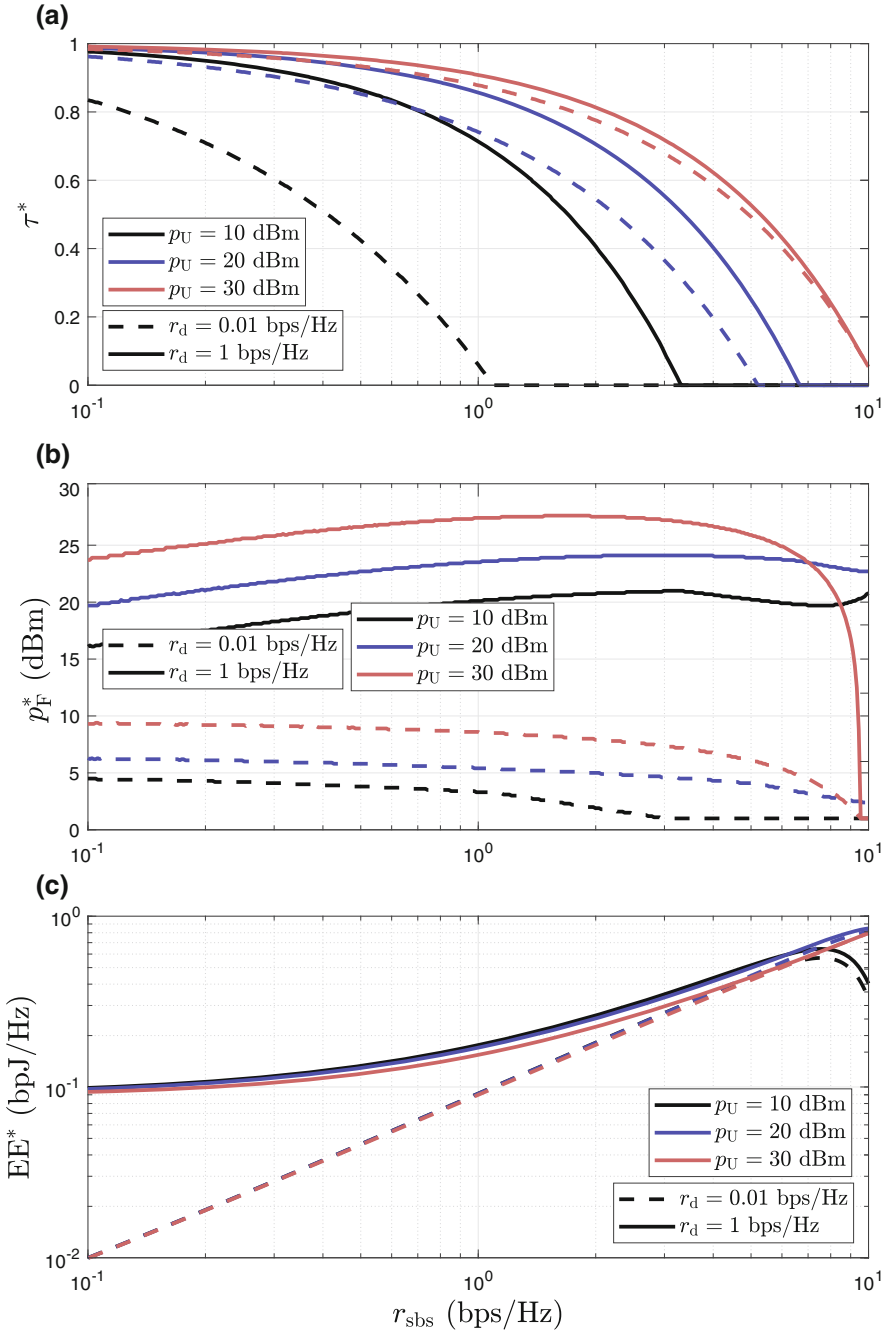 (a)
1
0.8
0.6
0.4
0.2
0
τ*
p_U = 10 dBm
p_U = 20 dBm
p_U = 30 dBm
r_d = 0.01 bps/Hz
r_d = 1 bps/Hz
10^-1
10^0
10^1
(b)
30
25
20
15
10
5
0
p_F^* (dBm)
r_d = 0.01 bps/Hz
r_d = 1 bps/Hz
p_U = 10 dBm
p_U = 20 dBm
p_U = 30 dBm
10^-1
10^0
10^1
(c)
10^0
10^-1
10^-2
EE* (bpJ/Hz)
p_U = 10 dBm
p_U = 20 dBm
p_U = 30 dBm
r_d = 0.01 bps/Hz
r_d = 1 bps/Hz
10^-1
10^0
10^1
r_sbs (bps/Hz)